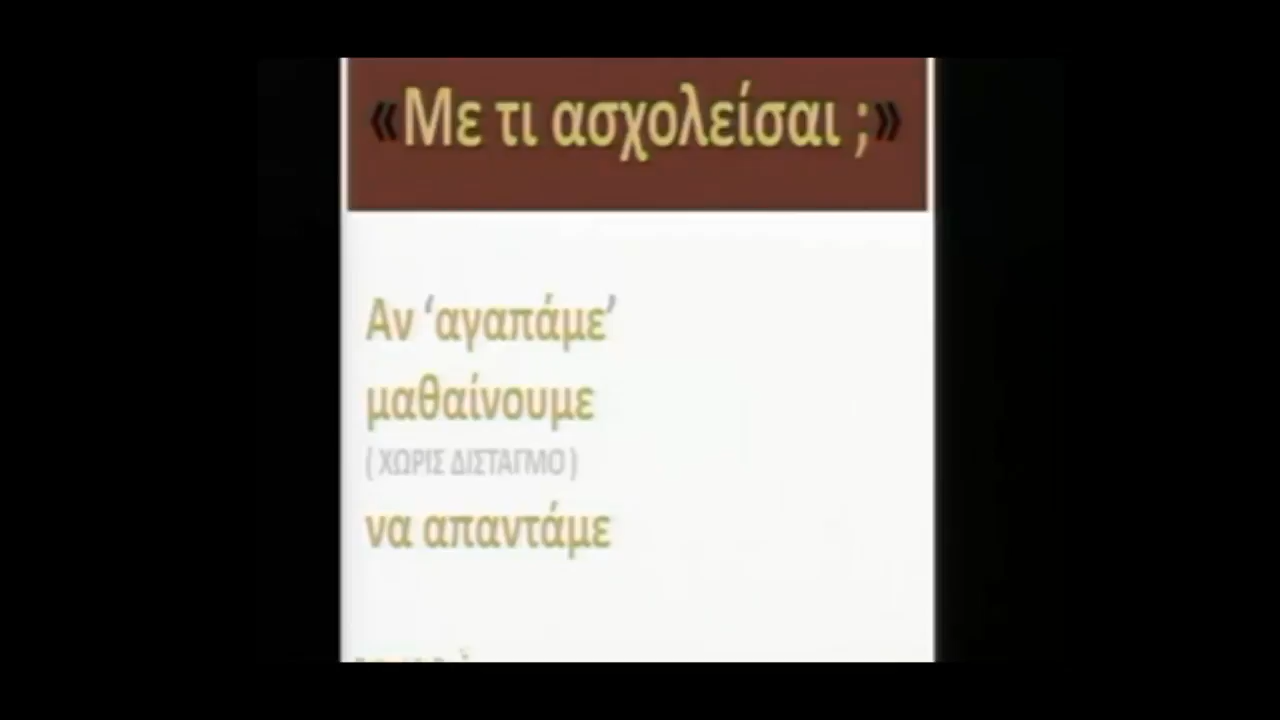 «Με τι ασχολείσαι ;»
Αν ‘αγαπάμε’
μαθαίνουμε
( ΧΩΡΙΣ ΔΙΣΤΑΓΜΟ )
να απαντάμε